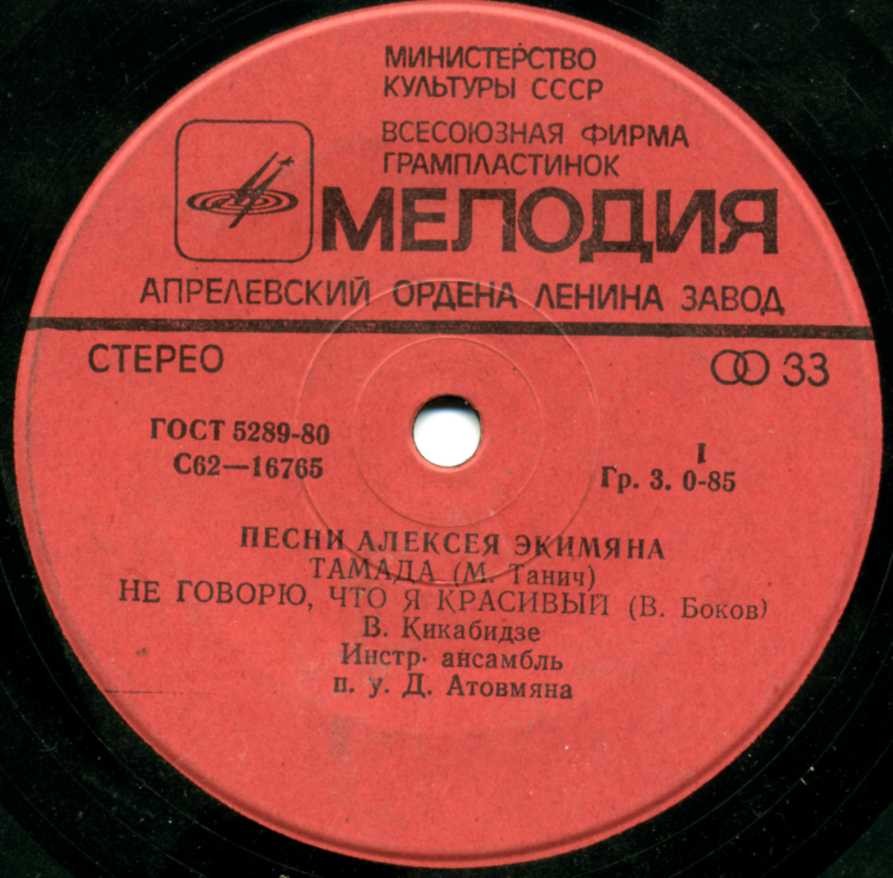 МИНИСТЕРСТВО
КУЛЬТУРЫ СССР
ВСЕСОЮЗНАЯ ФИРМА
ГРАМПЛАСТИНОК
МЕЛОДИЯ
АПРЕЛЕВСКИЙ ОРДЕНА ЛЕНИНА ЗАВОД
СТЕРЕО 33
ГОСТ 5289-80
С62—16765
I
Гр. 3. 0-85
ПЕСНИ АЛЕКСЕЯ ЭКИМЯНА
ТАМАДА (М. Танич)
НЕ ГОВОРЮ, ЧТО Я КРАСИВЫЙ (В. Боков)
В. Кикабидзе
Инстр. ансамбль
п. у. Д. Атовмяна